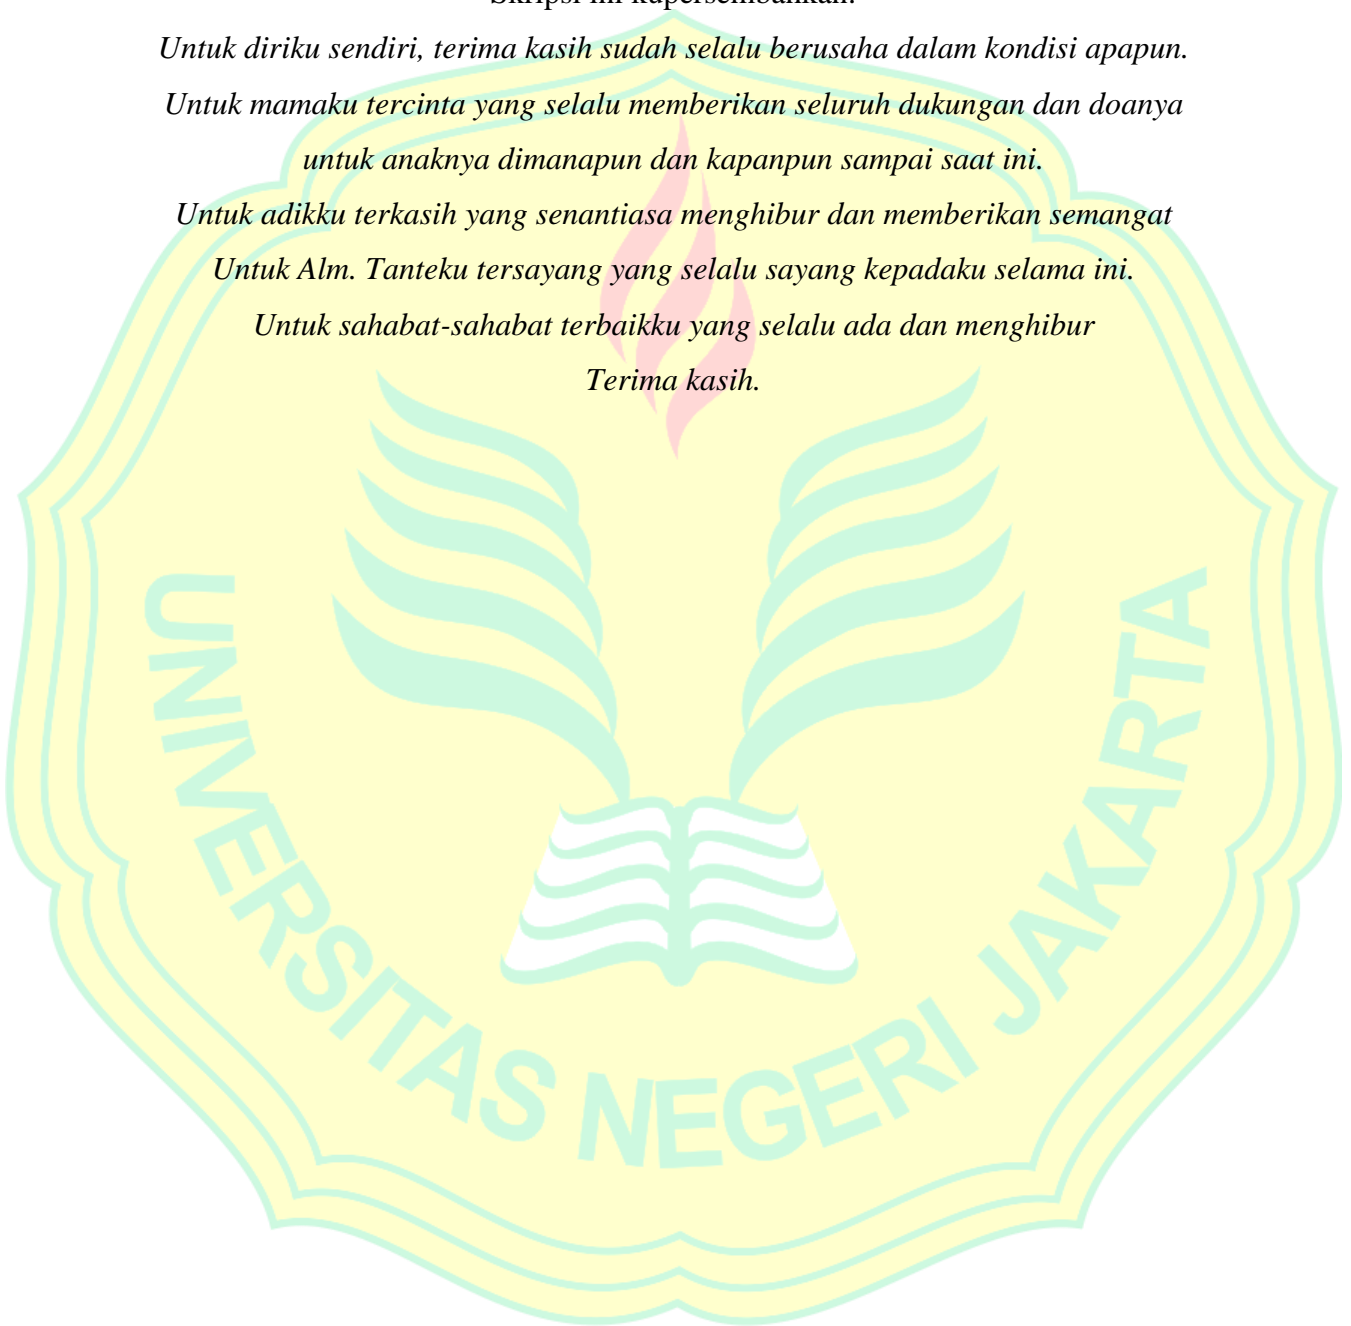 Skripsi ini kupersembahkan:
Untuk diriku sendiri, terima kasih sudah selalu berusaha dalam kondisi apapun.
Untuk mamaku tercinta yang selalu memberikan seluruh dukungan dan doanya
untuk anaknya dimanapun dan kapanpun sampai saat ini.
Untuk adikku terkasih yang senantiasa menghibur dan memberikan semangat
Untuk Alm. Tanteku tersayang yang selalu sayang kepadaku selama ini.
Untuk sahabat-sahabat terbaikku yang selalu ada dan menghibur
Terima kasih.
UNIVERSITAS NEGERI JAKARTA